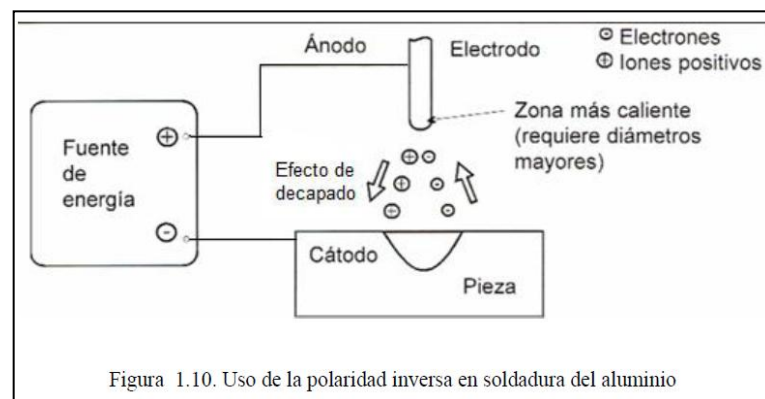 Ánodo
Electrodo
Electrones
Iones positivos
Zona más caliente
(requiere diámetros
mayores)
Fuente
de
energía
Efecto de
decapado
Cátodo
Pieza
Figura 1.10. Uso de la polaridad inversa en soldadura del aluminio